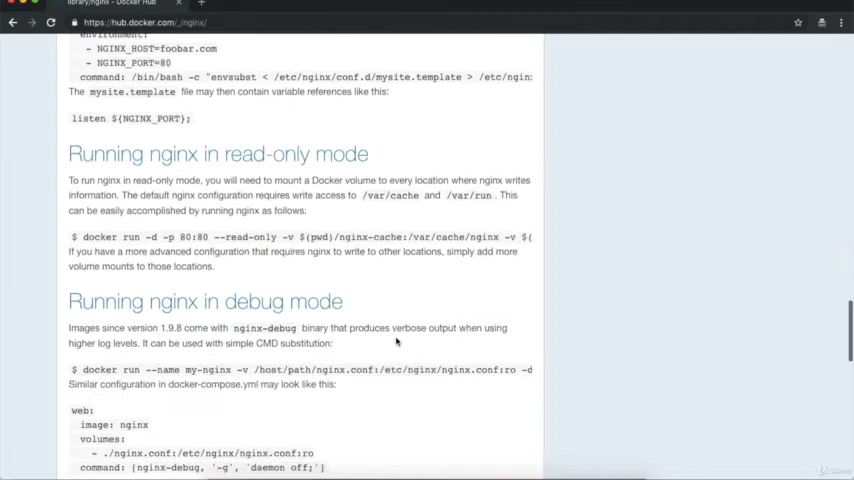 library/nginx - Docker Hub
https://hub.docker.com/_/nginx/
environment:
- NGINX_HOST=foobar.com
- NGINX_PORT=80
command: /bin/bash -c "envsubst < /etc/nginx/conf.d/mysite.template > /etc/ngin
The mysite.template file may then contain variable references like this:
listen ${NGINX_PORT};
Running nginx in read-only mode
To run nginx in read-only mode, you will need to mount a Docker volume to every location where nginx writes
information. The default nginx configuration requires write access to /var/cache and /var/run . This
can be easily accomplished by running nginx as follows:
$ docker run -d -p 80:80 --read-only -v $(pwd)/nginx-cache:/var/cache/nginx -v $(
If you have a more advanced configuration that requires nginx to write to other locations, simply add more
volume mounts to those locations.
Running nginx in debug mode
Images since version 1.9.8 come with nginx-debug binary that produces verbose output when using
higher log levels. It can be used with simple CMD substitution:
$ docker run --name my-nginx -v /host/path/nginx.conf:/etc/nginx/nginx.conf:ro -d
Similar configuration in docker-compose.yml may look like this:
web:
image: nginx
volumes:
- ./nginx.conf:/etc/nginx/nginx.conf:ro
command: [nginx-debug, '-g', 'daemon off;']
Udemy